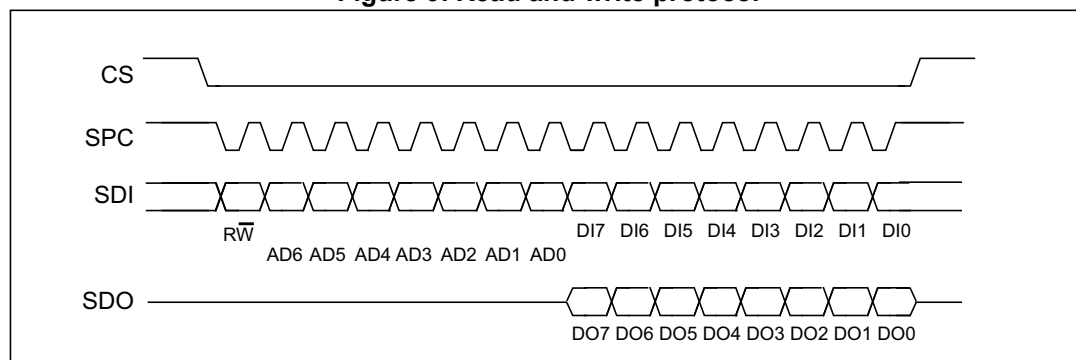 Figure 6. Read and write protocol
CS
SPC
SDI
RW̅
DI7 DI6 DI5 DI4 DI3 DI2 DI1 DI0
AD6 AD5 AD4 AD3 AD2 AD1 AD0
SDO
DO7 DO6 DO5 DO4 DO3 DO2 DO1 DO0